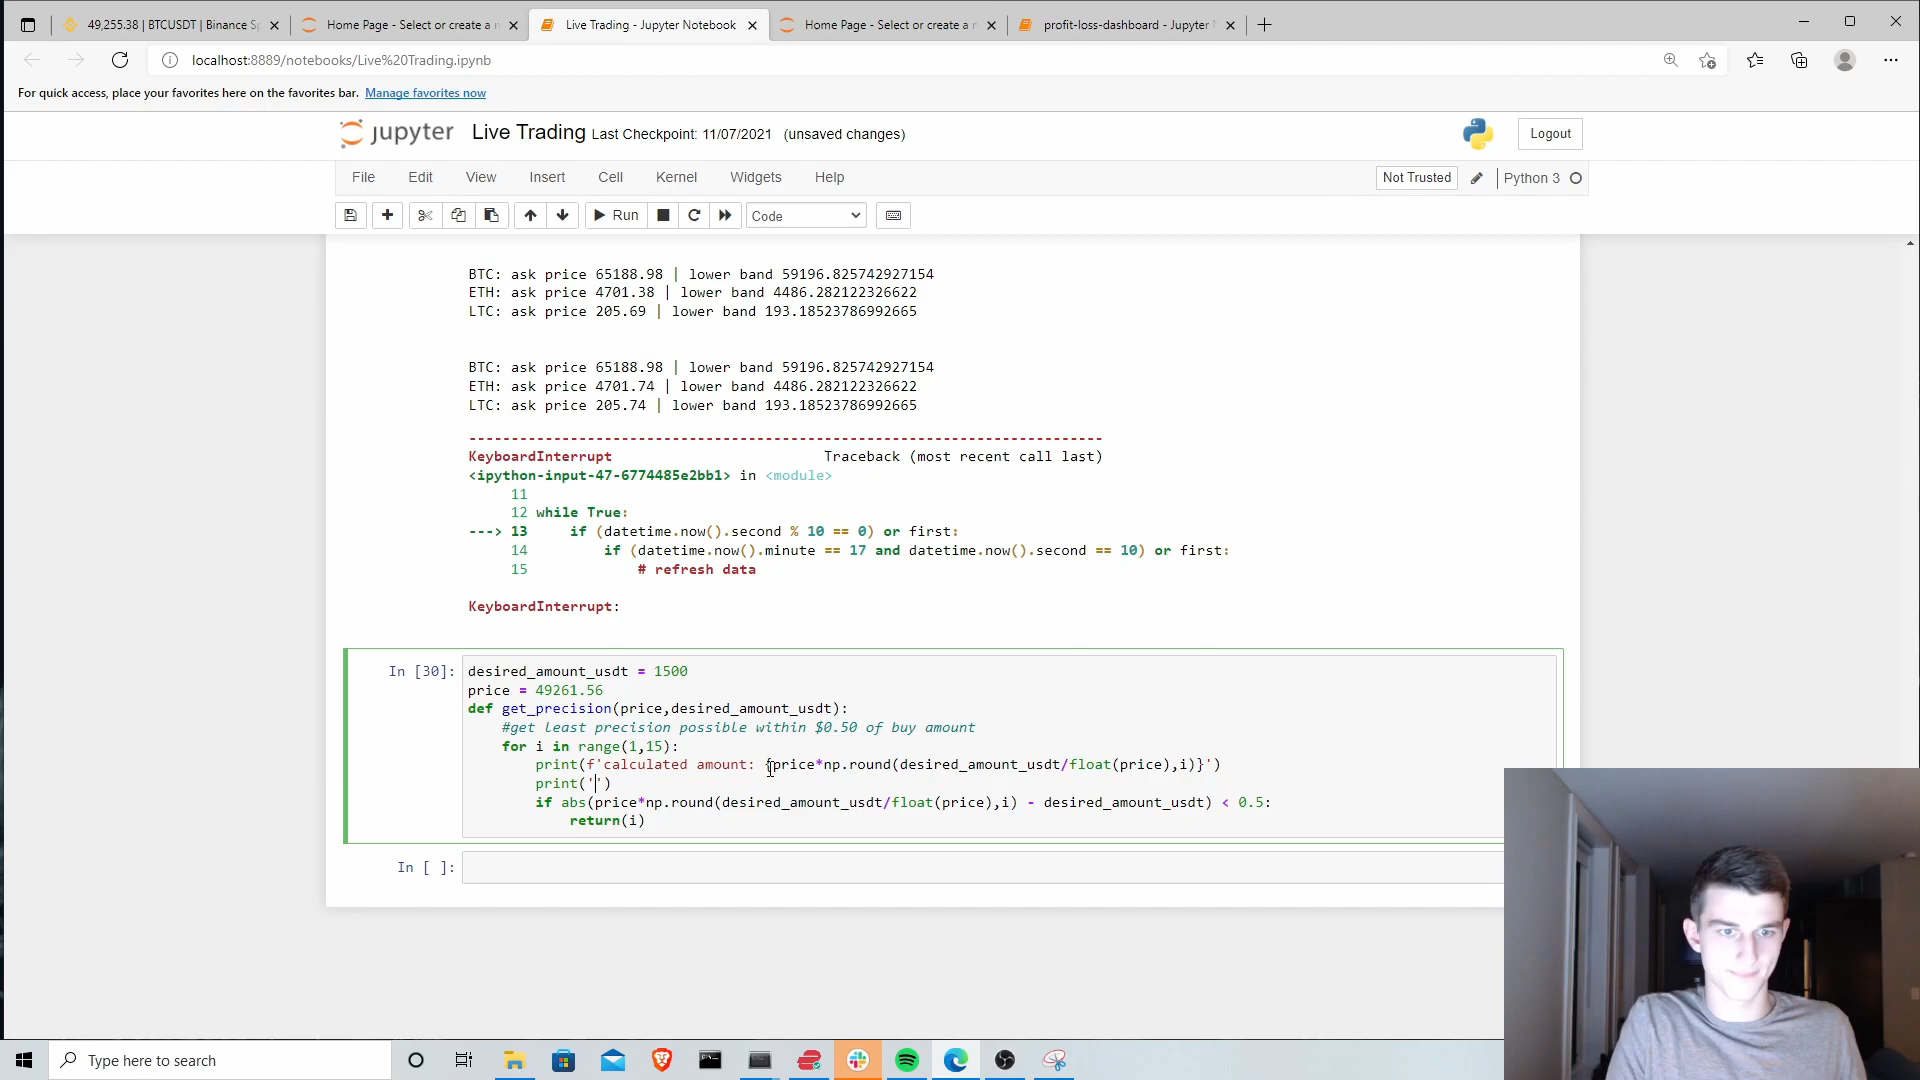 49,255.38 | BTCUSDT | Binance Sp
Home Page - Select or create a n
Live Trading - Jupyter Notebook
Home Page - Select or create a n
profit-loss-dashboard - Jupyter N
localhost:8889/notebooks/Live%20Trading.ipynb
For quick access, place your favorites here on the favorites bar. Manage favorites now
jupyter Live Trading Last Checkpoint: 11/07/2021 (unsaved changes)
Logout
File Edit View Insert Cell Kernel Widgets Help
Not Trusted
Python 3
Run
Code
BTC: ask price 65188.98 | lower band 59196.825742927154
ETH: ask price 4701.38 | lower band 4486.282122326622
LTC: ask price 205.69 | lower band 193.18523786992665
BTC: ask price 65188.98 | lower band 59196.825742927154
ETH: ask price 4701.74 | lower band 4486.282122326622
LTC: ask price 205.74 | lower band 193.18523786992665
---------------------------------------------------------------------------
KeyboardInterrupt Traceback (most recent call last)
<ipython-input-47-6774485e2bb1> in <module>
11
12 while True:
---> 13 if (datetime.now().second % 10 == 0) or first:
14 if (datetime.now().minute == 17 and datetime.now().second == 10) or first:
15 # refresh data
KeyboardInterrupt:
In [30]: desired_amount_usdt = 1500
price = 49261.56
def get_precision(price,desired_amount_usdt):
#get least precision possible within $0.50 of buy amount
for i in range(1,15):
print(f'calculated amount: {price*np.round(desired_amount_usdt/float(price),i)}')
print('')
if abs(price*np.round(desired_amount_usdt/float(price),i) - desired_amount_usdt) < 0.5:
return(i)
In [ ]:
Type here to search